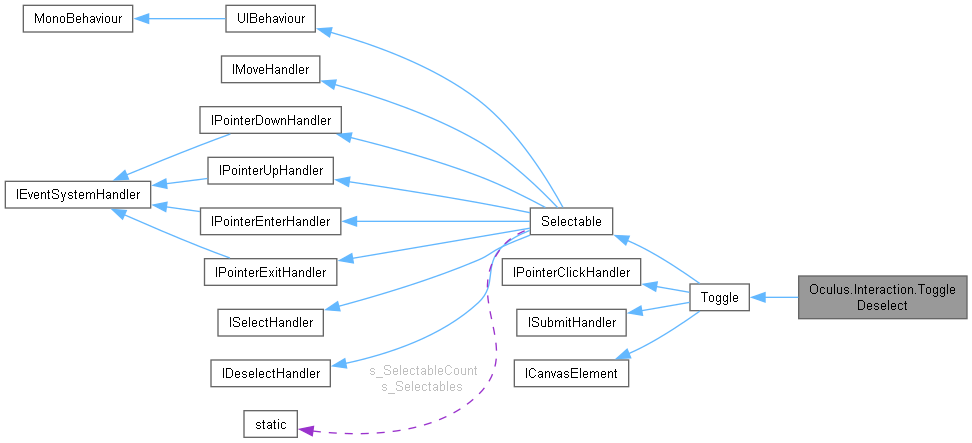 MonoBehaviour
UIBehaviour
IMoveHandler
IPointerDownHandler
IPointerUpHandler
IEventSystemHandler
IPointerEnterHandler
Selectable
IPointerExitHandler
IPointerClickHandler
Toggle
Oculus.Interaction.Toggle
Deselect
ISelectHandler
ISubmitHandler
IDeselectHandler
s_SelectableCount
s_Selectables
ICanvasElement
static